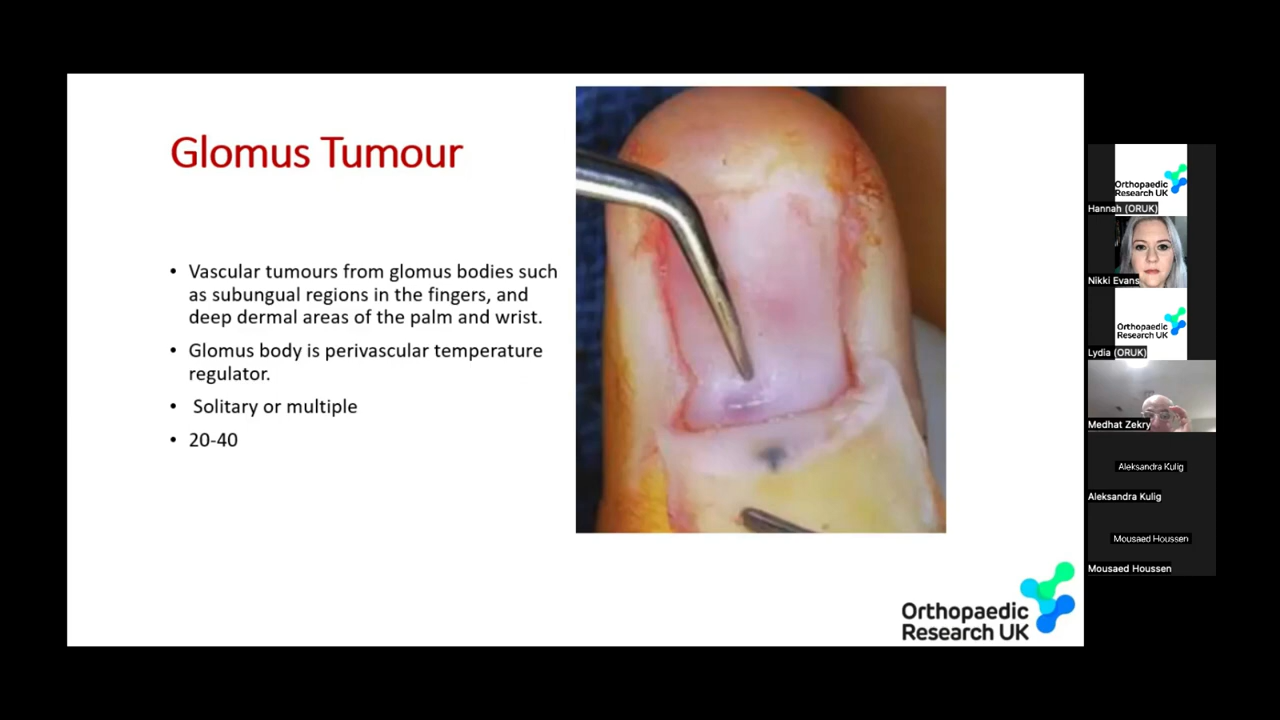 Glomus Tumour
• Vascular tumours from glomus bodies such
as subungual regions in the fingers, and
deep dermal areas of the palm and wrist.
• Glomus body is perivascular temperature
regulator.
• Solitary or multiple
• 20-40
Orthopaedic
Research UK
Orthopaedic
Research UK
Hannah (ORUK)
Nikki Evans
Orthopaedic
Research UK
Lydia (ORUK)
Medhat Zekry
Aleksandra Kulig
Aleksandra Kulig
Mousaed Houssen
Mousaed Houssen